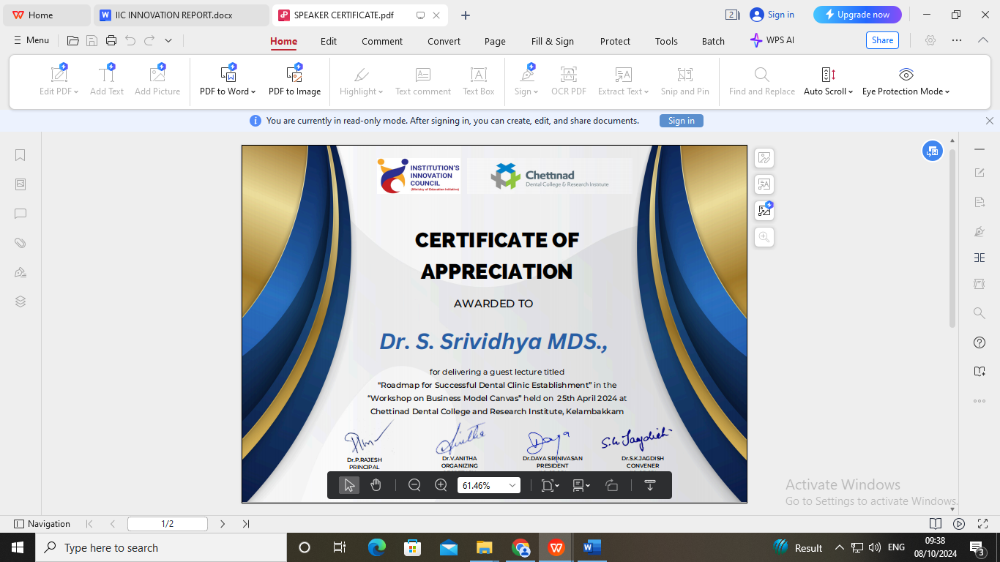 Home
IIC INNOVATION REPORT.docx
SPEAKER CERTIFICATE.pdf
2
Sign in
Upgrade now
Menu
Home
Edit
Comment
Convert
Page
Fill & Sign
Protect
Tools
Batch
WPS AI
Share
Edit PDF
Add Text
Add Picture
PDF to Word
PDF to Image
Highlight
Text comment
Text Box
Sign
OCR PDF
Extract Text
Snip and Pin
Find and Replace
Auto Scroll
Eye Protection Mode
You are currently in read-only mode. After signing in, you can create, edit, and share documents.
Sign in
INSTITUTION'S
INNOVATION
COUNCIL
(Ministry of Education Initiative)
Chettinad
Dental College & Research Institute
CERTIFICATE OF
APPRECIATION
AWARDED TO
Dr. S. Srividhya MDS.,
for delivering a guest lecture titled
"Roadmap for Successful Dental Clinic Establishment" in the
"Workshop on Business Model Canvas" held on 25th April 2024 at
Chettinad Dental College and Research Institute, Kelambakkam
Anitha
Daya
S.K Jagdish
Dr.P.RAJESH
PRINCIPAL
Dr.V.ANITHA
ORGANIZING
Dr.DAYA SRINIVASAN
PRESIDENT
Dr.S.K.JAGDISH
CONVENER
61.46%
Activate Windows
Go to Settings to activate Windows.
Navigation
1/2
Type here to search
Result
ENG
09:38
08/10/2024
3